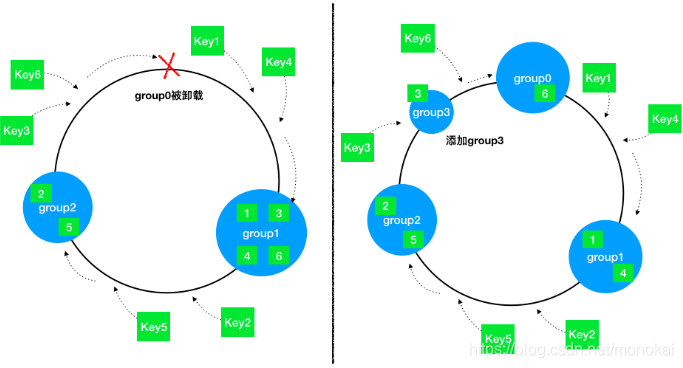 Key1
Key6
Key4
group0被卸载
Key3
2
group2
5
1
3
group1
4
6
Key5
Key2
Key6
group0
6
3
group3
Key1
Key4
添加group3
Key3
2
group2
5
1
group1
4
Key5
Key2
https://blog.csdn.net/monokai